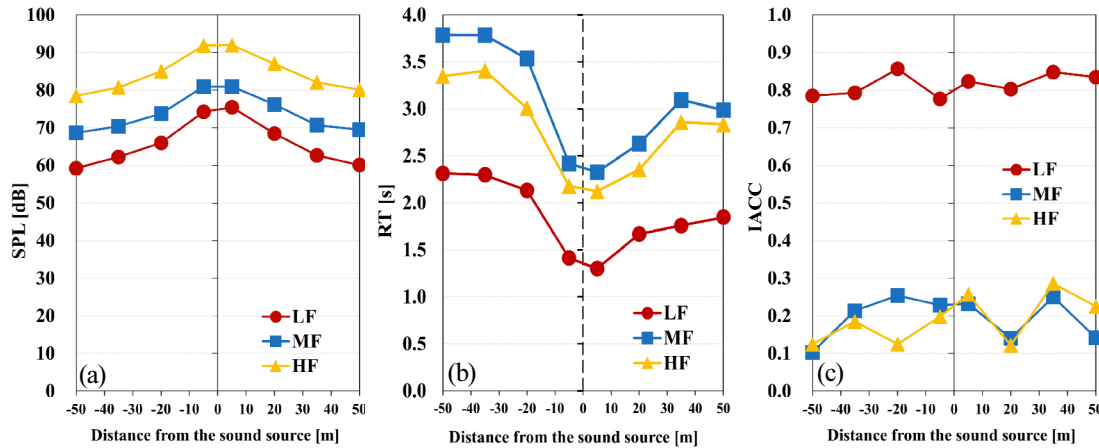 100
90
80
70
60
50
40
30
20
10
0
SPL [dB]
LF
MF
HF
(a)
-50 -40 -30 -20 -10 0 10 20 30 40 50
Distance from the sound source [m]
4.0
3.5
3.0
2.5
2.0
1.5
1.0
0.5
0.0
RT [s]
LF
MF
HF
(b)
-50 -40 -30 -20 -10 0 10 20 30 40 50
Distance from the sound source [m]
1.0
0.9
0.8
0.7
0.6
0.5
0.4
0.3
0.2
0.1
0.0
IACC
LF
MF
HF
(c)
-50 -40 -30 -20 -10 0 10 20 30 40 50
Distance from the sound source [m]